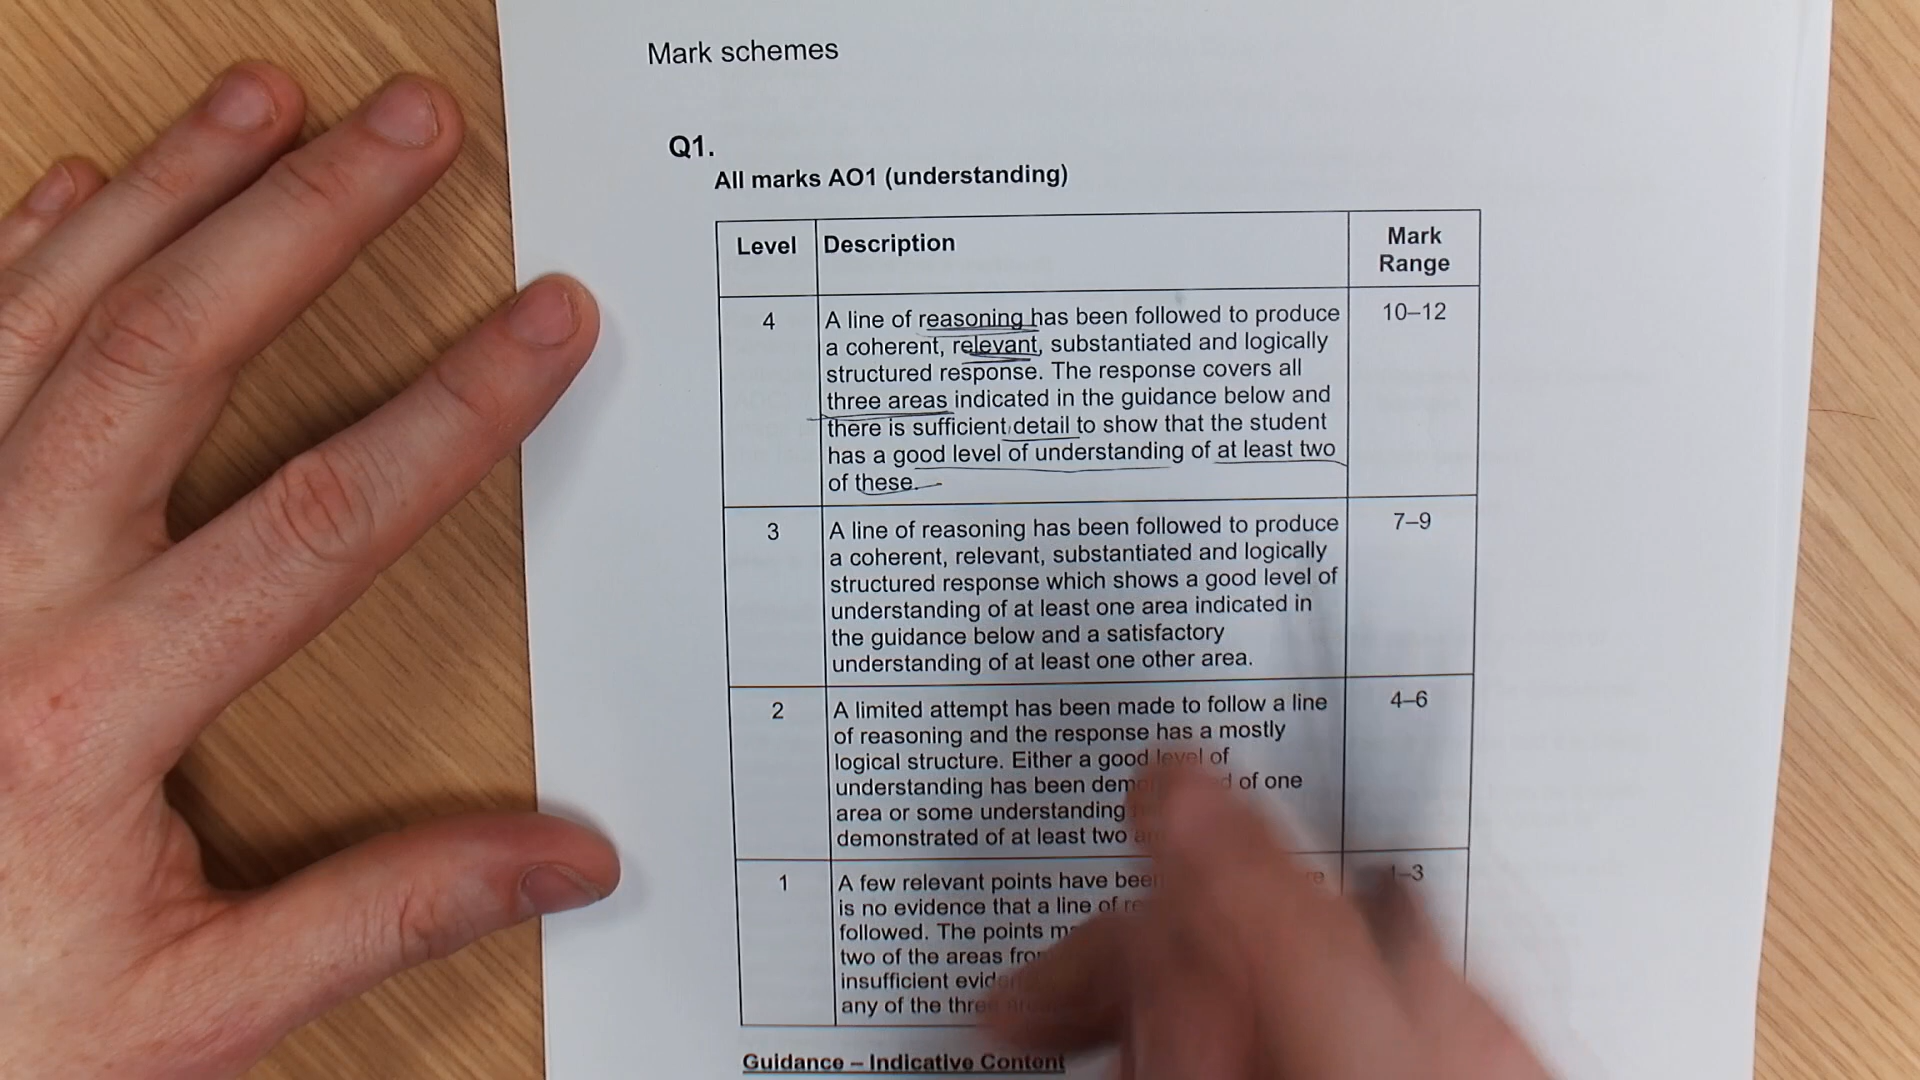 Mark schemes
Q1.
All marks AO1 (understanding)
Level
Description
Mark
Range
4
A line of reasoning has been followed to produce
a coherent, relevant, substantiated and logically
structured response. The response covers all
three areas indicated in the guidance below and
there is sufficient detail to show that the student
has a good level of understanding of at least two
of these.
10–12
3
A line of reasoning has been followed to produce
a coherent, relevant, substantiated and logically
structured response which shows a good level of
understanding of at least one area indicated in
the guidance below and a satisfactory
understanding of at least one other area.
7–9
2
A limited attempt has been made to follow a line
of reasoning and the response has a mostly
logical structure. Either a good level of
understanding has been of one
area or some understanding
demonstrated of at least two
4–6
1
A few relevant points have been
is no evidence that a line of
followed. The points
two of the areas from
insufficient
any of the three
1–3
Guidance – Indicative Content